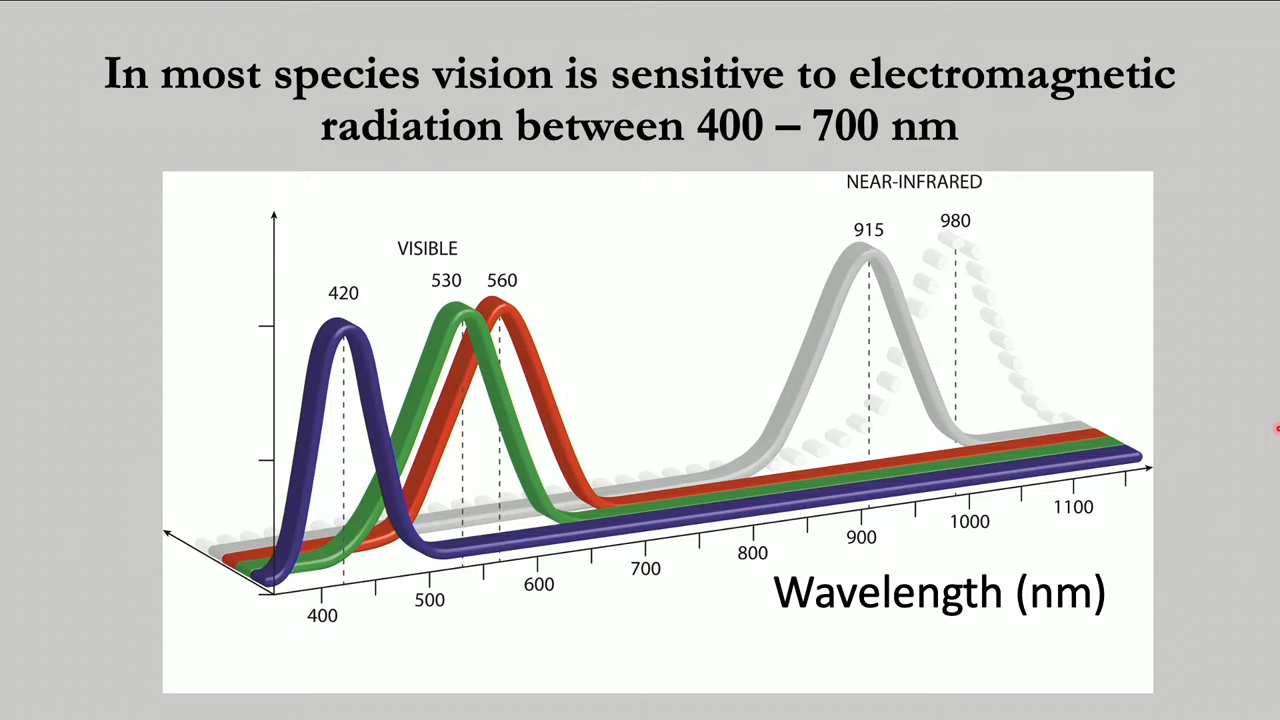 In most species vision is sensitive to electromagnetic
radiation between 400 – 700 nm
NEAR-INFRARED
980
915
VISIBLE
530
560
420
1100
1000
900
800
700
600
500
400
Wavelength (nm)